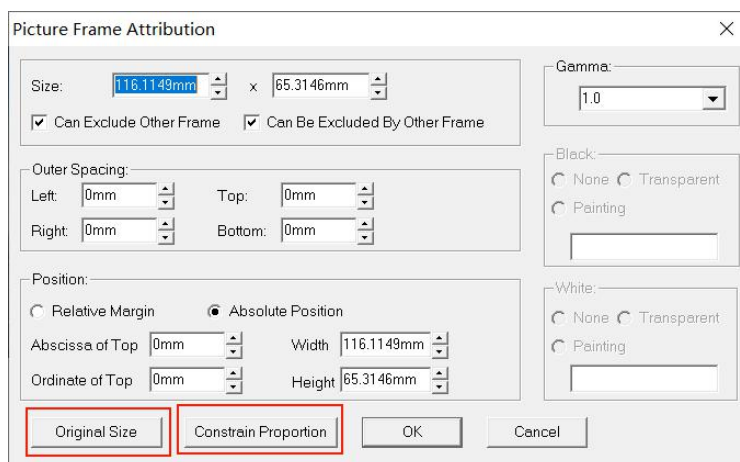 Picture Frame Attribution
Size: 116.1149mm x 65.3146mm
Can Exclude Other Frame Can Be Excluded By Other Frame
Outer Spacing:
Left: 0mm Top: 0mm
Right: 0mm Bottom: 0mm
Position:
Relative Margin Absolute Position
Abscissa of Top 0mm Width 116.1149mm
Ordinate of Top 0mm Height 65.3146mm
Gamma:
1.0
Black:
None Transparent
Painting
White:
None Transparent
Painting
Original Size Constrain Proportion OK Cancel